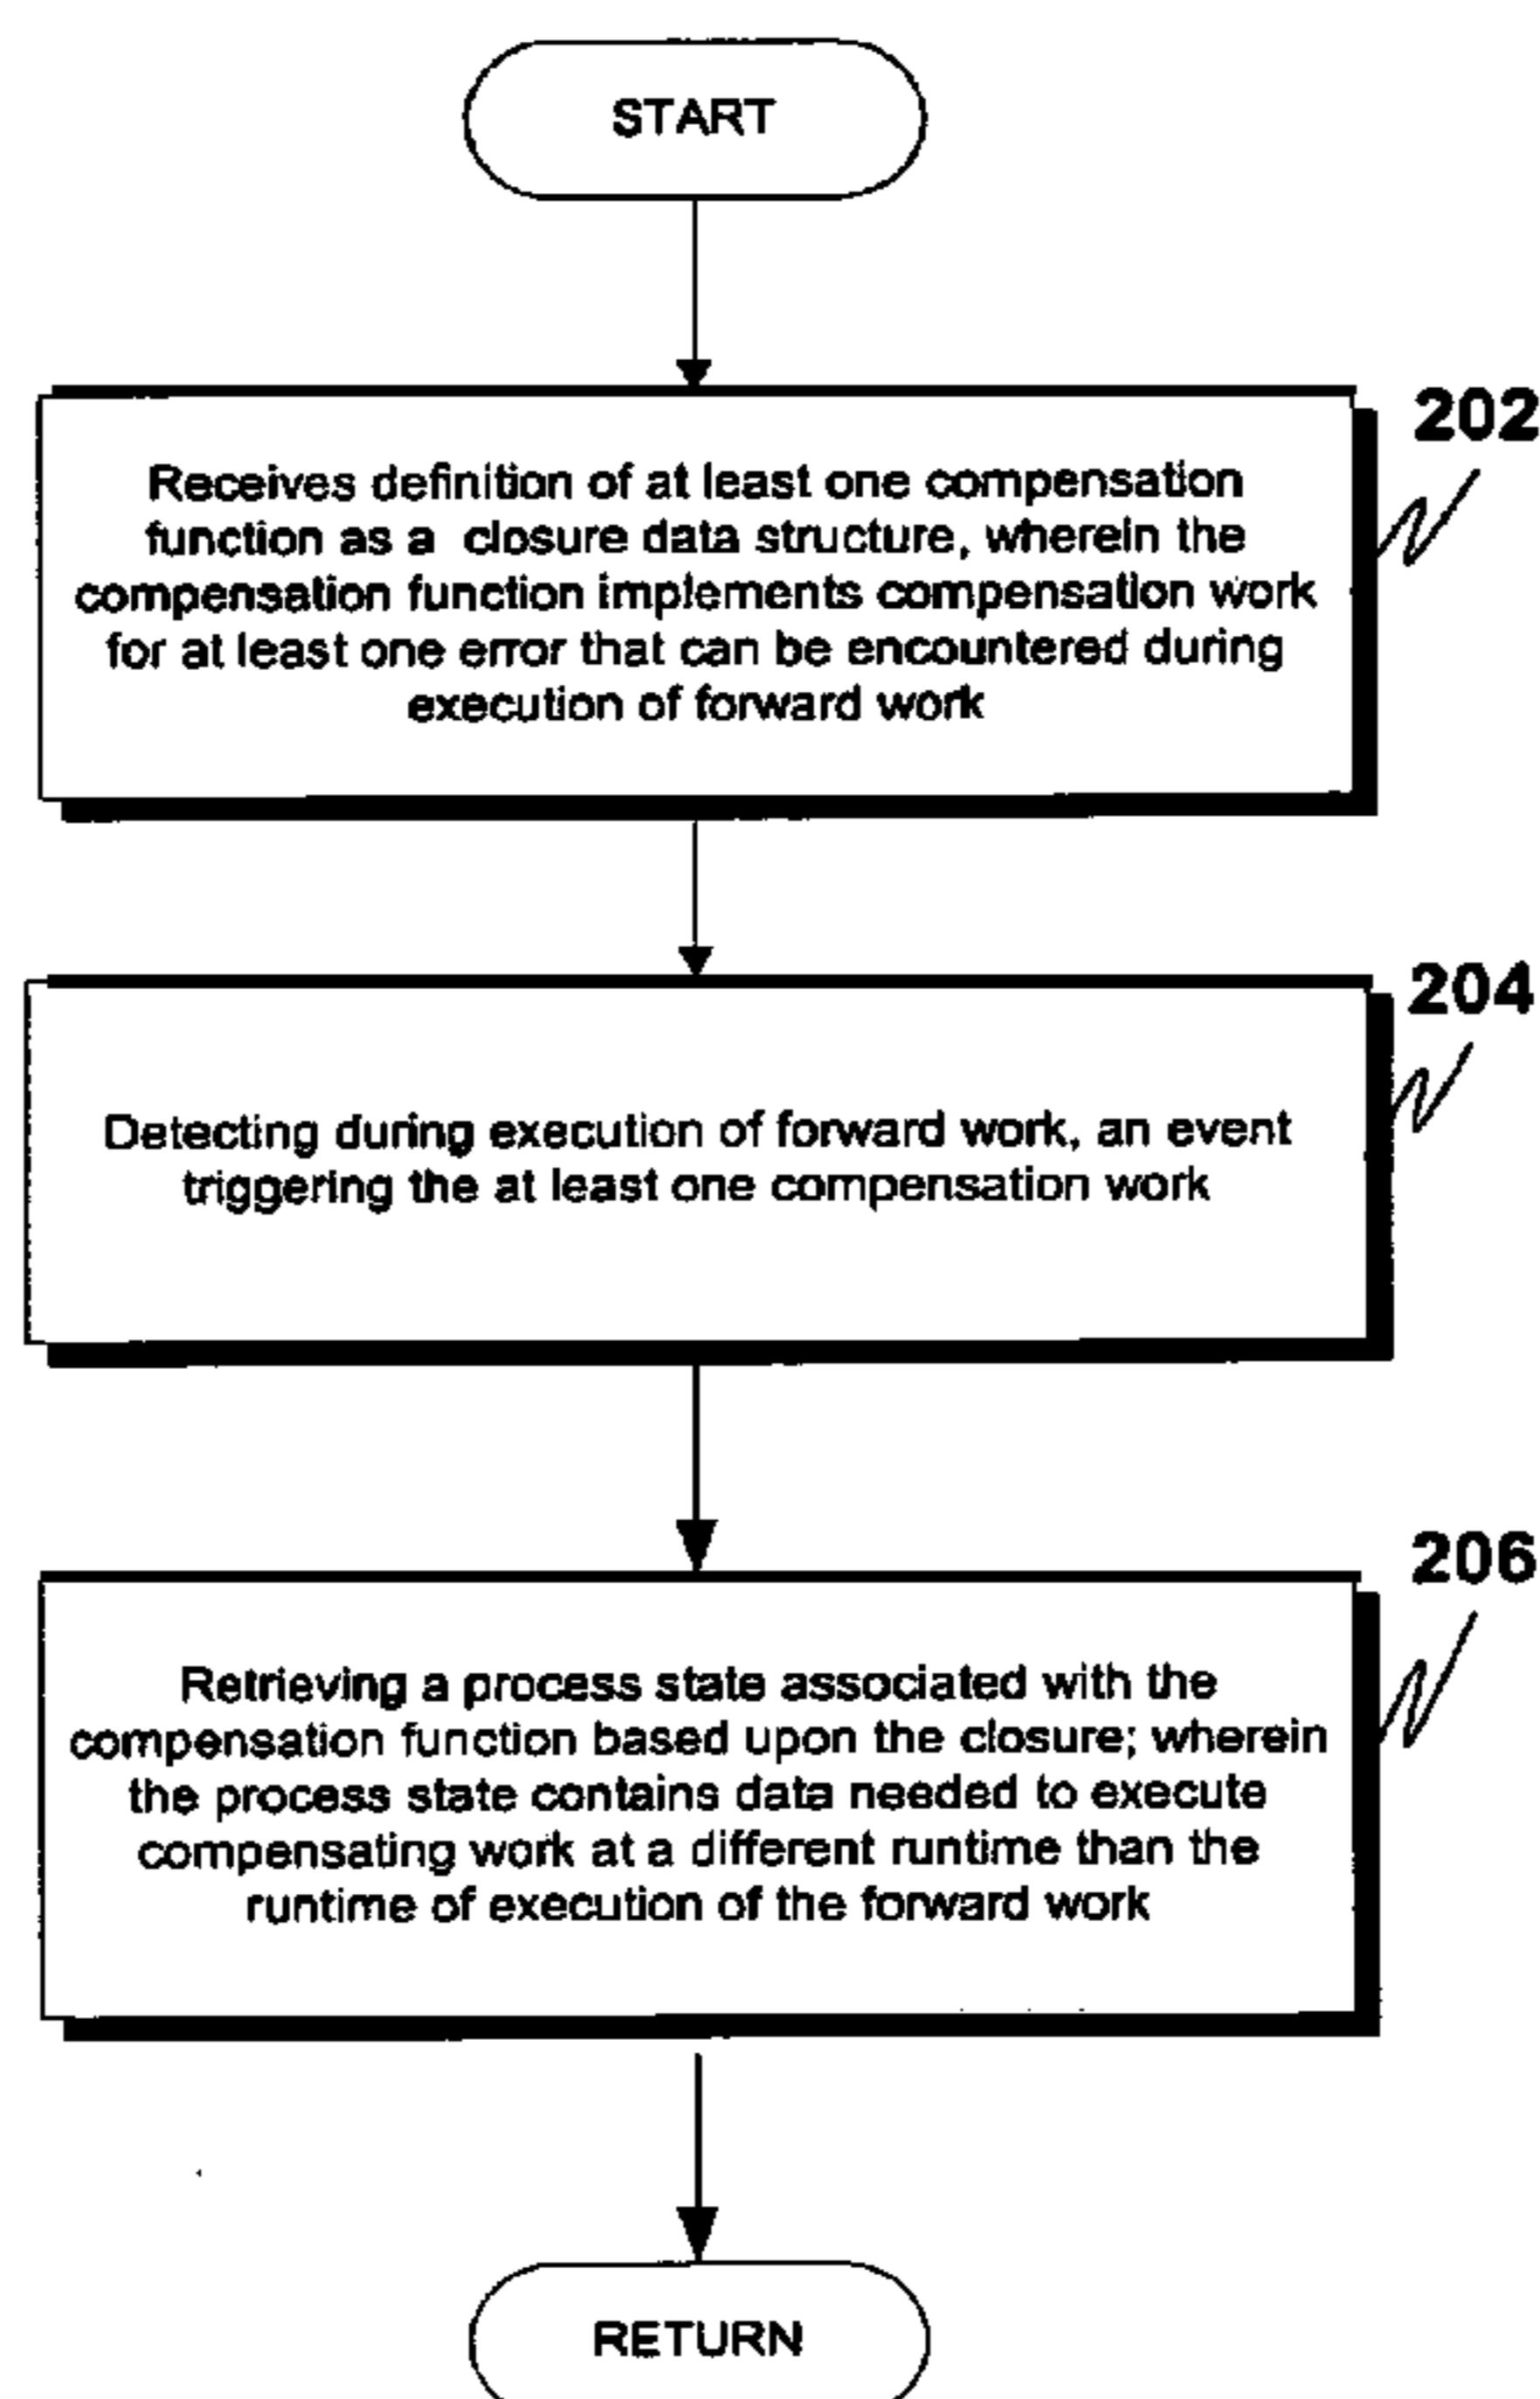 START
202
Receives definition of at least one compensation
function as a closure data structure, wherein the
compensation function implements compensation work
for at least one error that can be encountered during
execution of forward work
204
Detecting during execution of forward work, an event
triggering the at least one compensation work
206
Retrieving a process state associated with the
compensation function based upon the closure; wherein
the process state contains data needed to execute
compensating work at a different runtime than the
runtime of execution of the forward work
RETURN